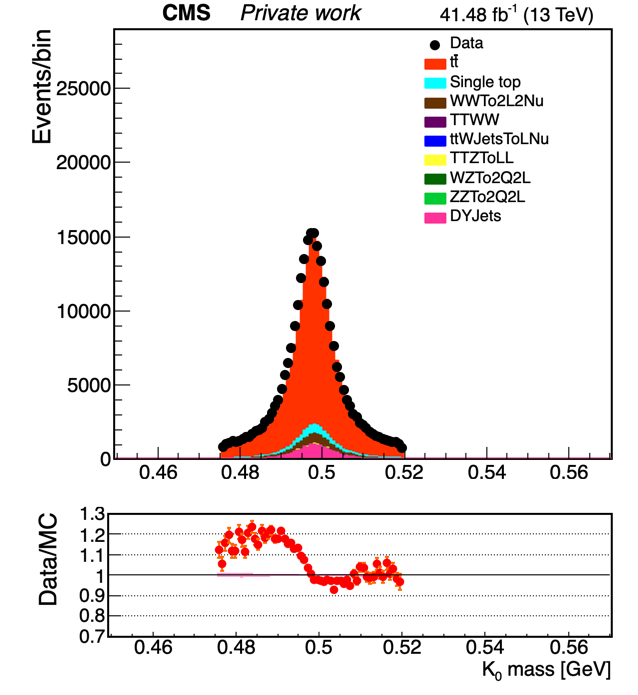 CMS Private work 41.48 fb⁻¹ (13 TeV)
Events/bin
25000
20000
15000
10000
5000
0
Data
tt̄
Single top
WWTo2L2Nu
TTWW
ttWJetsToLNu
TTZToLL
WZTo2Q2L
ZZTo2Q2L
DYJets
0.46 0.48 0.5 0.52 0.54 0.56
Data/MC
1.3
1.2
1.1
1
0.9
0.8
0.7
0.46 0.48 0.5 0.52 0.54 0.56
K₀ mass [GeV]